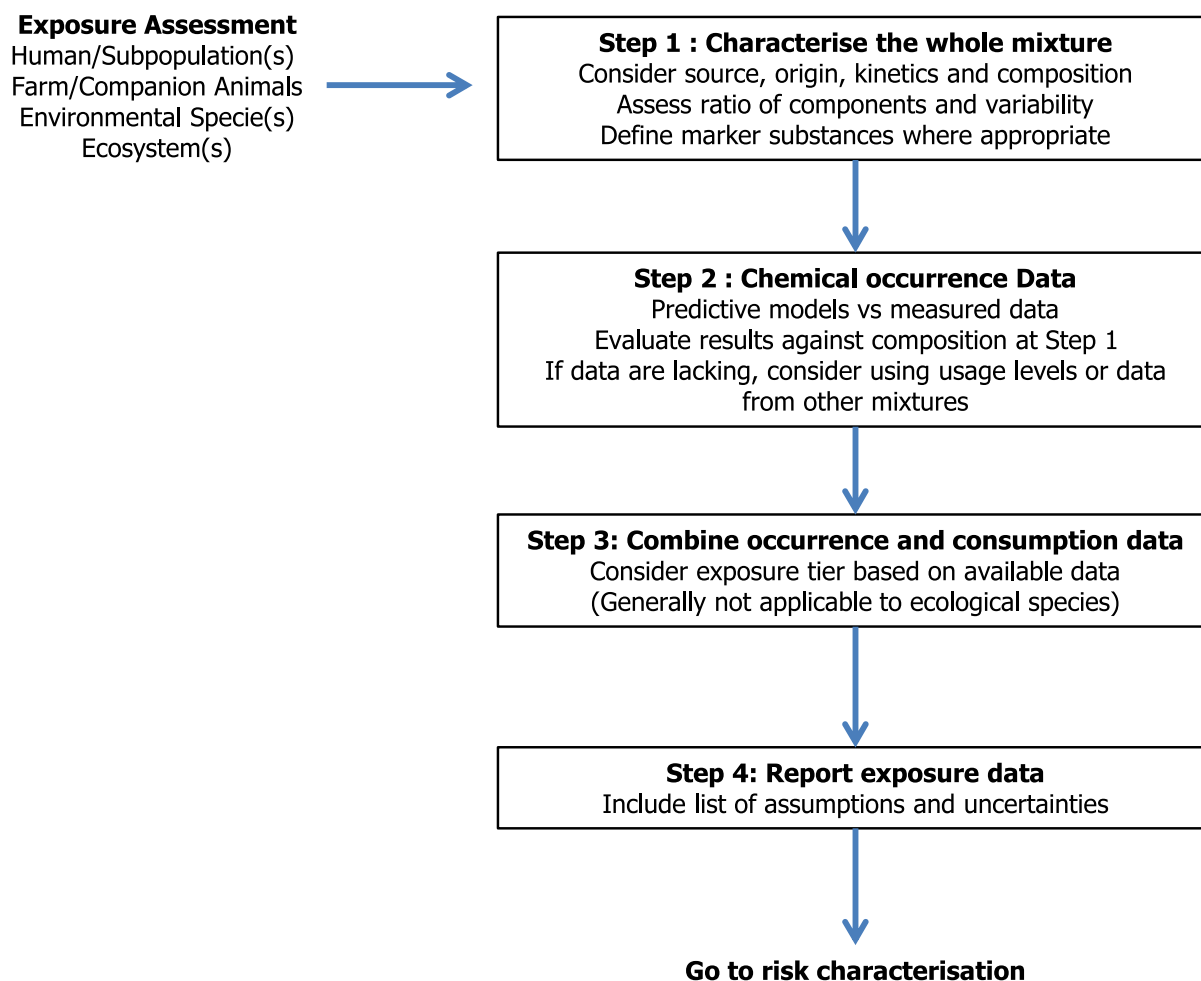 Exposure Assessment
Human/Subpopulation(s)
Farm/Companion Animals
Environmental Specie(s)
Ecosystem(s)
Step 1 : Characterise the whole mixture
Consider source, origin, kinetics and composition
Assess ratio of components and variability
Define marker substances where appropriate
Step 2 : Chemical occurrence Data
Predictive models vs measured data
Evaluate results against composition at Step 1
If data are lacking, consider using usage levels or data
from other mixtures
Step 3: Combine occurrence and consumption data
Consider exposure tier based on available data
(Generally not applicable to ecological species)
Step 4: Report exposure data
Include list of assumptions and uncertainties
Go to risk characterisation